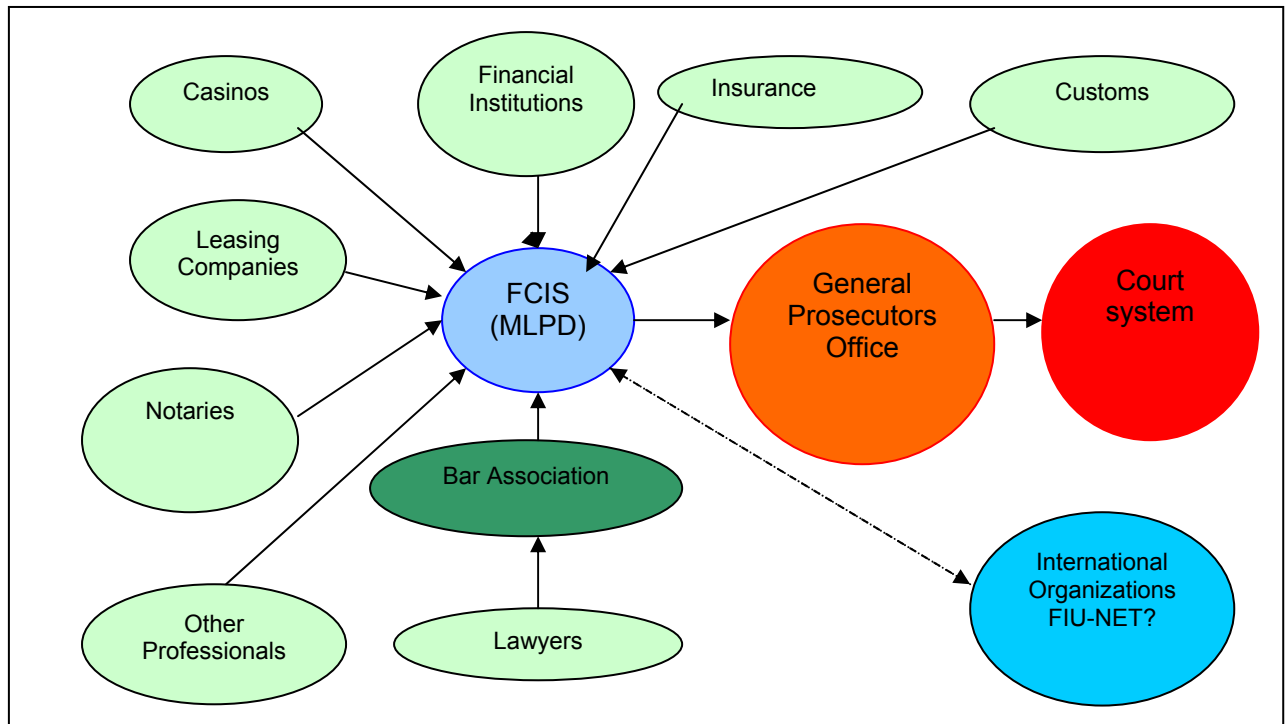 Casinos
Financial
Institutions
Insurance
Customs
Leasing
Companies
FCIS
(MLPD)
General
Prosecutors
Office
Court
system
Notaries
Bar Association
Other
Professionals
Lawyers
International
Organizations
FIU-NET?